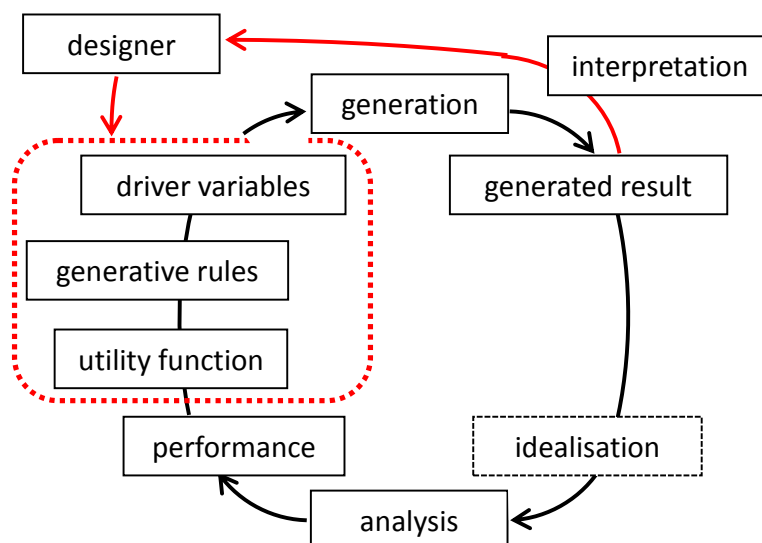 designer
interpretation
generation
driver variables
generated result
generative rules
utility function
performance
idealisation
analysis